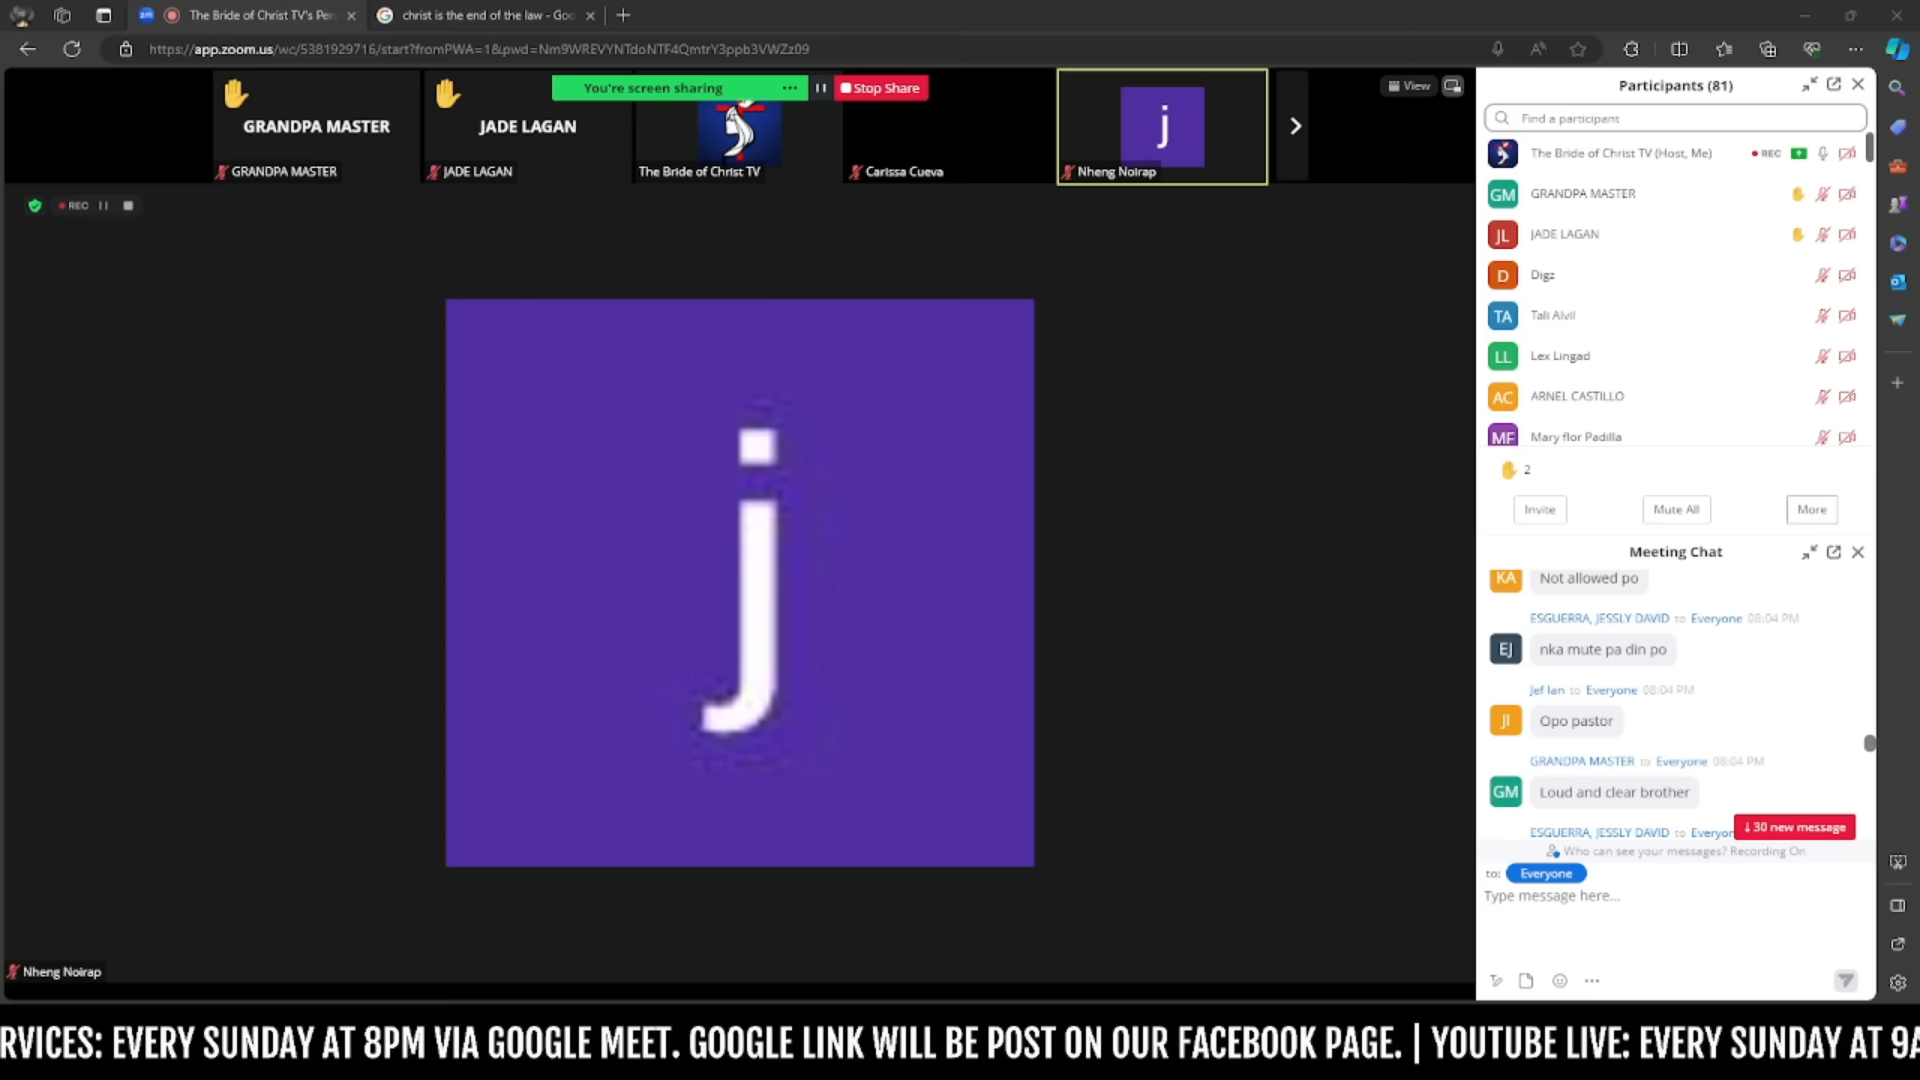 The Bride of Christ TV's Per
christ is the end of the law - Goo
https://app.zoom.us/wc/5381929716/start?fromPWA=1&pwd=Nm9WREVYNTdoNTF4QmtrY3ppb3VWZz09
You're screen sharing
Stop Share
View
GRANDPA MASTER
JADE LAGAN
j
GRANDPA MASTER
JADE LAGAN
The Bride of Christ TV
Carissa Cueva
Nheng Noirap
REC
j
Nheng Noirap
Participants (81)
Find a participant
The Bride of Christ TV (Host, Me)
REC
GM
GRANDPA MASTER
JL
JADE LAGAN
D
Digz
TA
Tali Alvil
LL
Lex Lingad
AC
ARNEL CASTILLO
MF
Mary flor Padilla
2
Invite
Mute All
More
Meeting Chat
KA
Not allowed po
ESGUERRA, JESSLY DAVID to Everyone 08:04 PM
EJ
nka mute pa din po
Jef Ian to Everyone 08:04 PM
JI
Opo pastor
GRANDPA MASTER to Everyone 08:04 PM
GM
Loud and clear brother
ESGUERRA, JESSLY DAVID to Everyon
↓30 new message
Who can see your messages? Recording On
to: Everyone
Type message here...
RVICES: EVERY SUNDAY AT 8PM VIA GOOGLE MEET. GOOGLE LINK WILL BE POST ON OUR FACEBOOK PAGE. | YOUTUBE LIVE: EVERY SUNDAY AT 9A